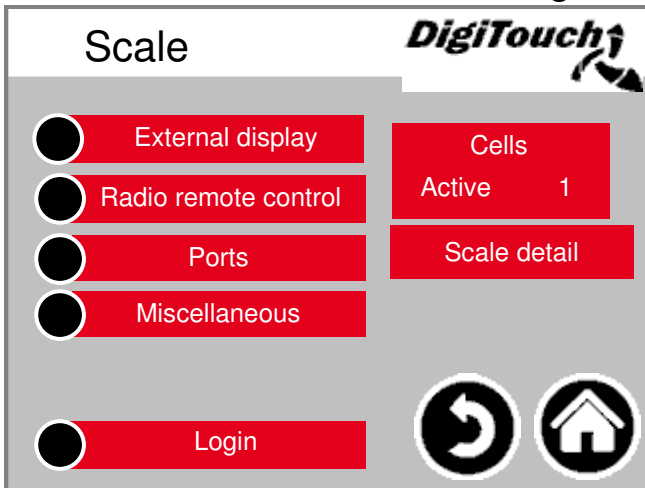 Scale
DigiTouch
External display
Radio remote control
Ports
Miscellaneous
Login
Cells
Active 1
Scale detail